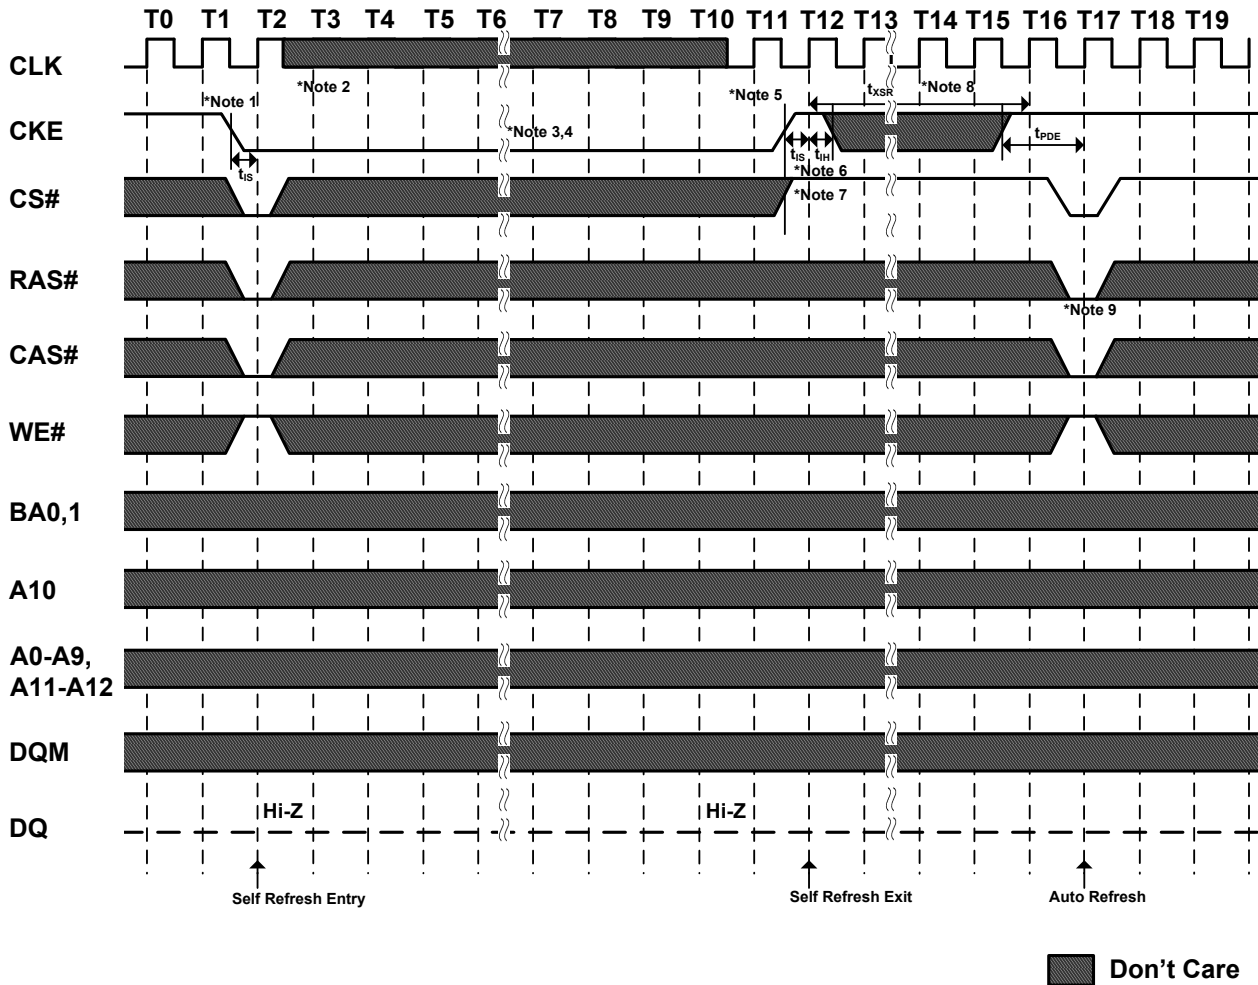 T0 T1 T2 T3 T4 T5 T6 T7 T8 T9 T10 T11 T12 T13 T14 T15 T16 T17 T18 T19
CLK
*Note 2
*Note 5
tXSR
*Note 8
*Note 1
CKE
*Note 3,4
tIS
tIS
tIH
tPDE
*Note 6
CS#
*Note 7
RAS#
*Note 9
CAS#
WE#
BA0,1
A10
A0-A9,
A11-A12
DQM
Hi-Z
Hi-Z
DQ
Self Refresh Entry
Self Refresh Exit
Auto Refresh
Don't Care